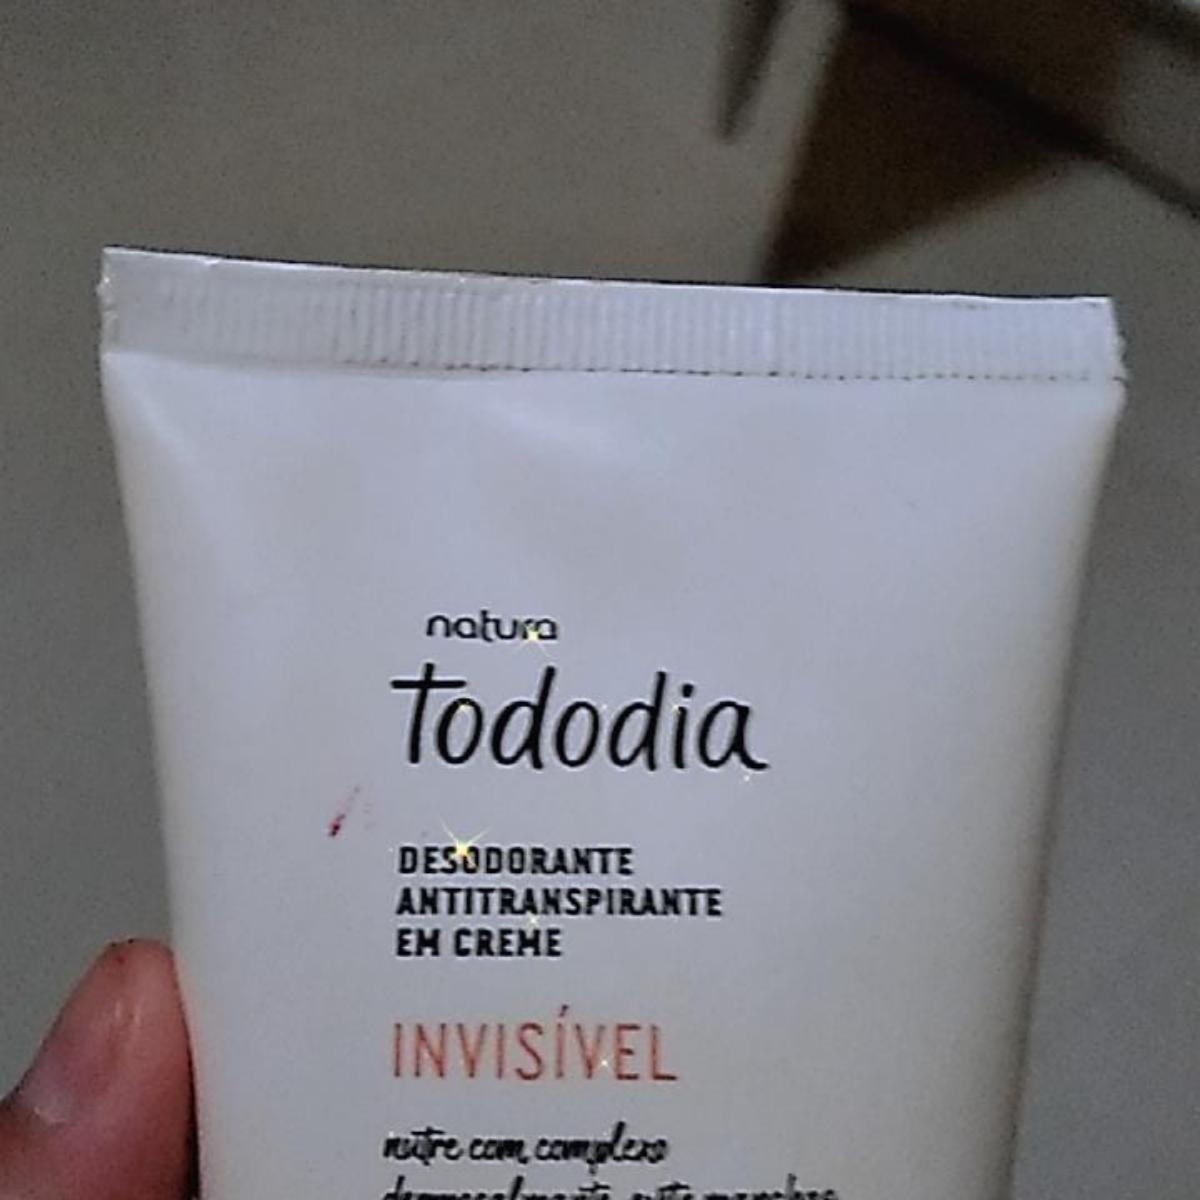 natura
Tododia
DESODORANTE
ANTITRANSPIRANTE
EM CREME
INVISÍVEL
nutre com complexo